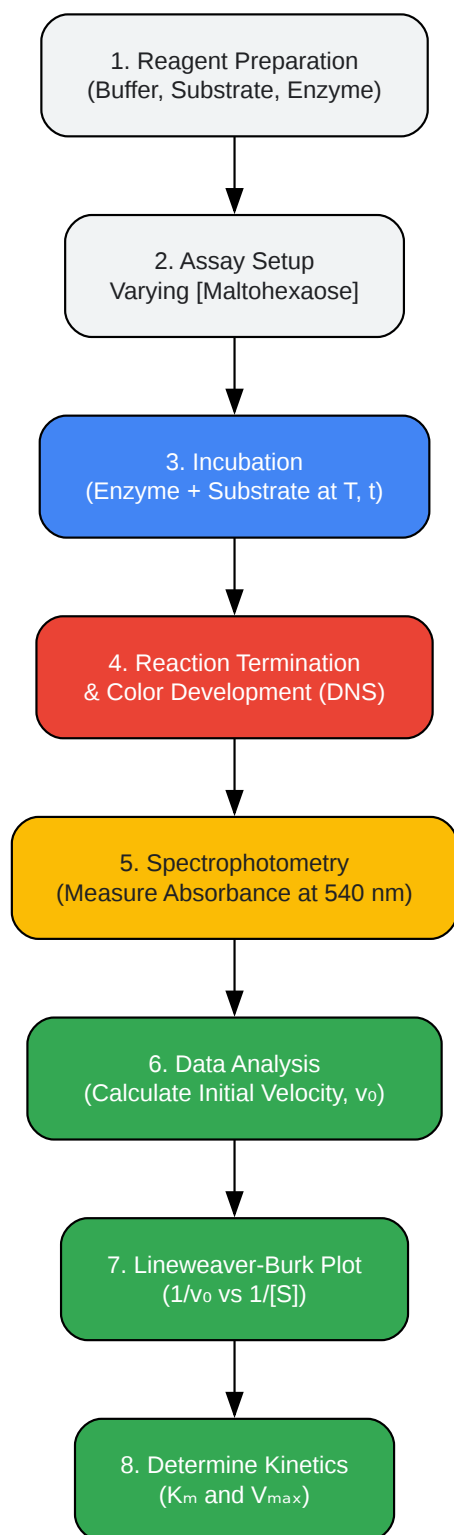 1. Reagent Preparation
(Buffer, Substrate, Enzyme)
2. Assay Setup
Varying [Maltohexaose]
3. Incubation
(Enzyme + Substrate at T, t)
4. Reaction Termination
& Color Development (DNS)
5. Spectrophotometry
(Measure Absorbance at 540 nm)
6. Data Analysis
(Calculate Initial Velocity, v₀)
7. Lineweaver-Burk Plot
(1/v₀ vs 1/[S])
8. Determine Kinetics
(Kₘ and Vₘₐₓ)